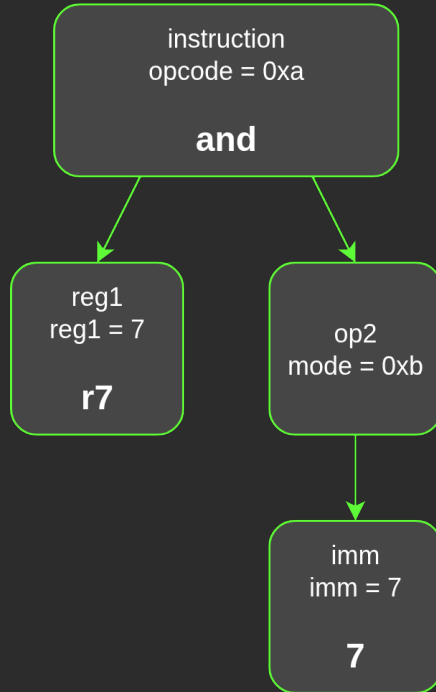 instruction
opcode = 0xa
and
reg1
reg1 = 7
r7
op2
mode = 0xb
imm
imm = 7
7